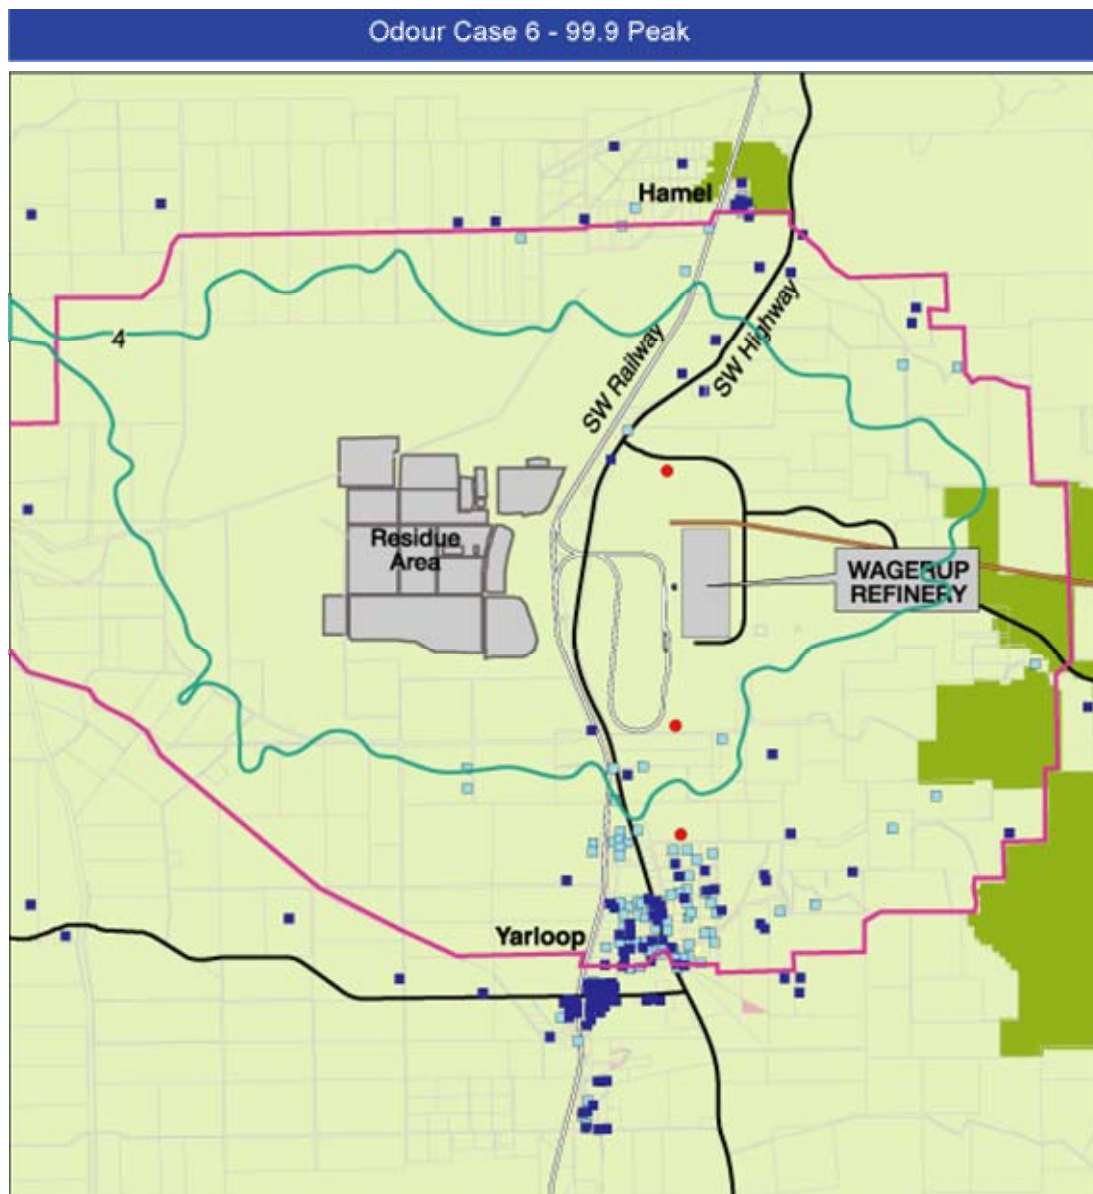 Odour Case 6 - 99.9 Peak
Hamel
4
SW Railway
SW Highway
Residue
Area
WAGERUP
REFINERY
Yarloop